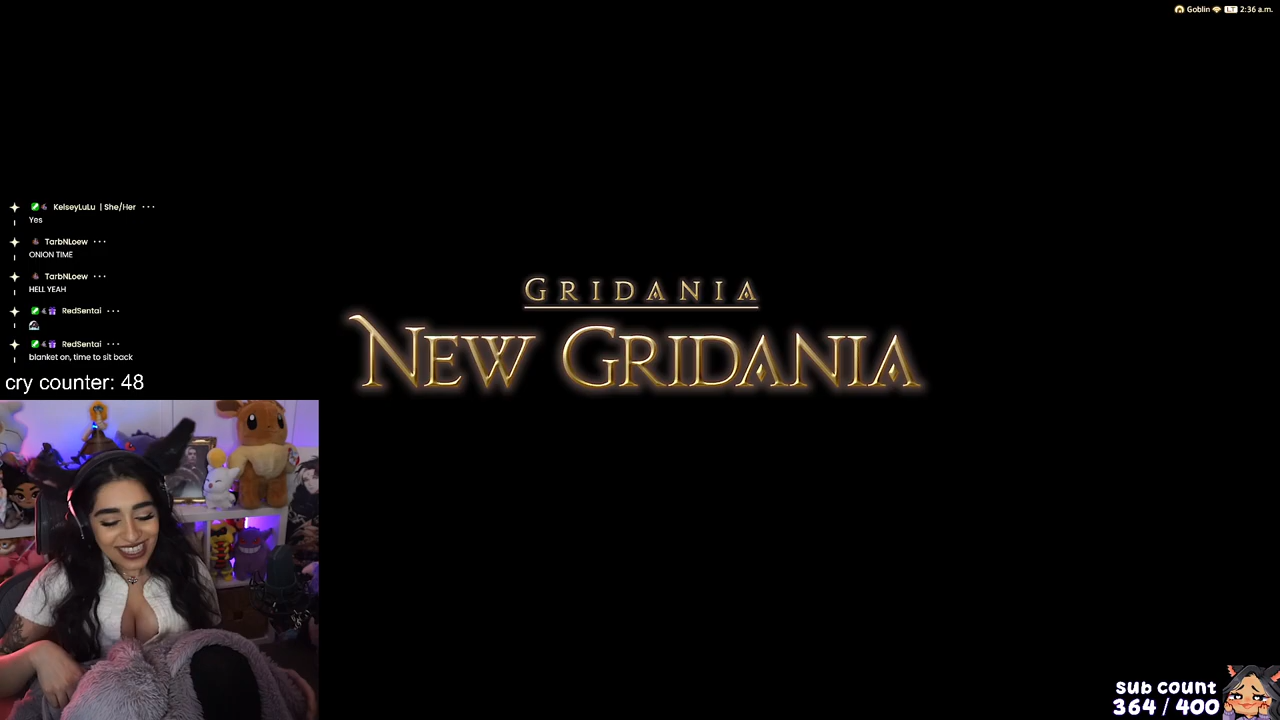 Goblin LT 2:36 a.m.
KelseyLuLu | She/Her ···
Yes
TarbNLoew ···
ONION TIME
TarbNLoew ···
HELL YEAH
RedSentai ···
RedSentai ···
blanket on, time to sit back
cry counter: 48
GRIDANIA
NEW GRIDANIA
sub count
364 / 400